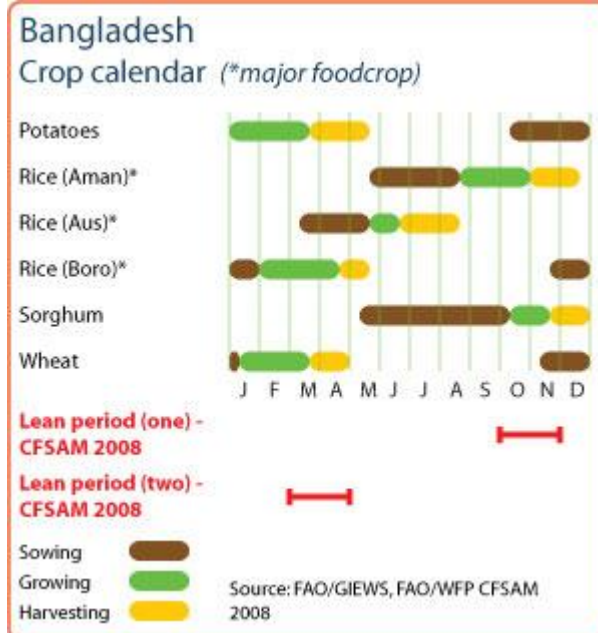 Bangladesh
Crop calendar (*major foodcrop)
Potatoes
Rice (Aman)*
Rice (Aus)*
Rice (Boro)*
Sorghum
Wheat
J F M A M J J A S O N D
Lean period (one) -
CFSAM 2008
Lean period (two) -
CFSAM 2008
Sowing
Growing
Harvesting
Source: FAO/GIEWS, FAO/WFP CFSAM
2008